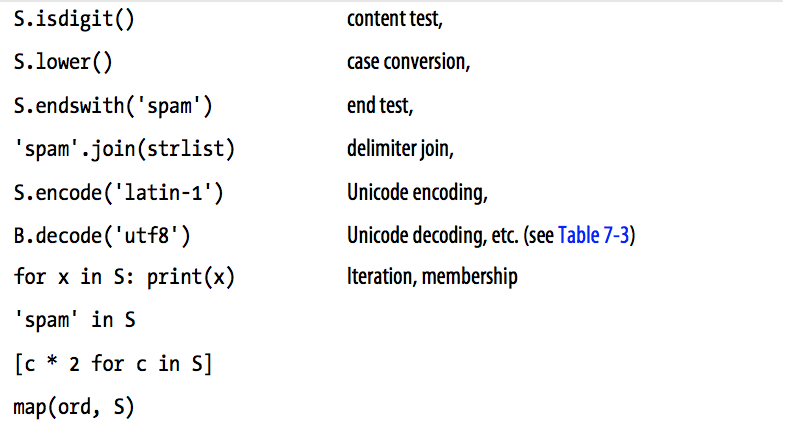 S.isdigit() content test,
S.lower() case conversion,
S.endswith('spam') end test,
'spam'.join(strlist) delimiter join,
S.encode('latin-1') Unicode encoding,
B.decode('utf8') Unicode decoding, etc. (see Table 7-3)
for x in S: print(x) Iteration, membership
'spam' in S
[c * 2 for c in S]
map(ord, S)